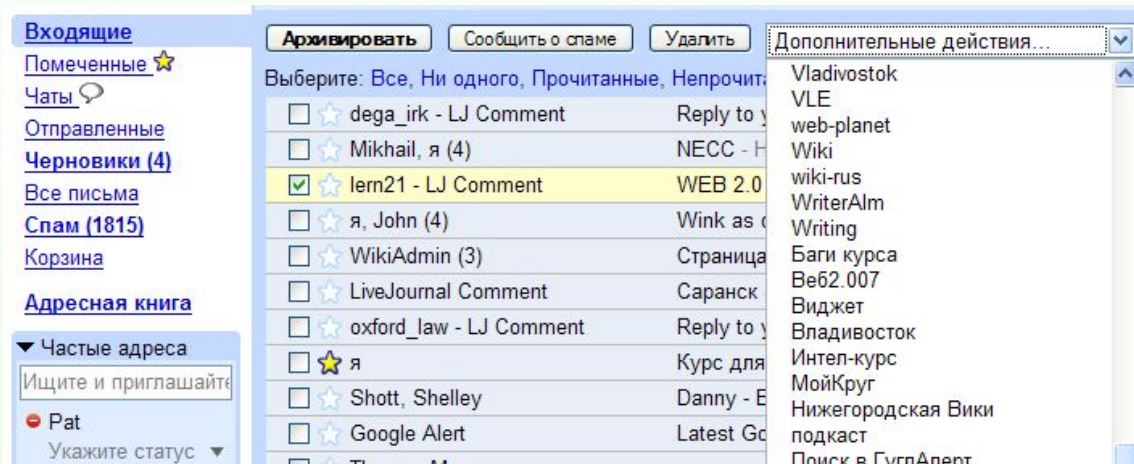 Входящие
Помеченные
Чаты
Отправленные
Черновики (4)
Все письма
Спам (1815)
Корзина
Адресная книга
Частые адреса
Ищите и приглашайте
Pat
Укажите статус
Архивировать Сообщить о спаме Удалить Дополнительные действия...
Выберите: Все, Ни одного, Прочитанные, Непрочита
dega_irk - LJ Comment Reply to y
Mikhail, я (4) NECC - H
lern21 - LJ Comment WEB 2.0
я, John (4) Wink as
WikiAdmin (3) Страница
LiveJournal Comment Саранск
oxford_law - LJ Comment Reply to y
я Курс для
Shott, Shelley Danny - E
Google Alert Latest Go
Vladivostok
VLE
web-planet
Wiki
wiki-rus
WriterAlm
Writing
Баги курса
Веб2.007
Виджет
Владивосток
Интел-курс
МойКруг
Нижегородская Вики
подкаст
Поиск в ГуглАлерт